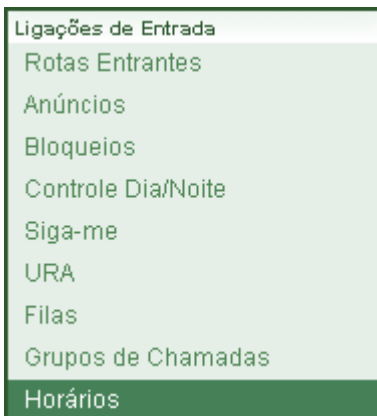 Ligações de Entrada
Rotas Entrantes
Anúncios
Bloqueios
Controle Dia/Noite
Siga-me
URA
Filas
Grupos de Chamadas
Horários